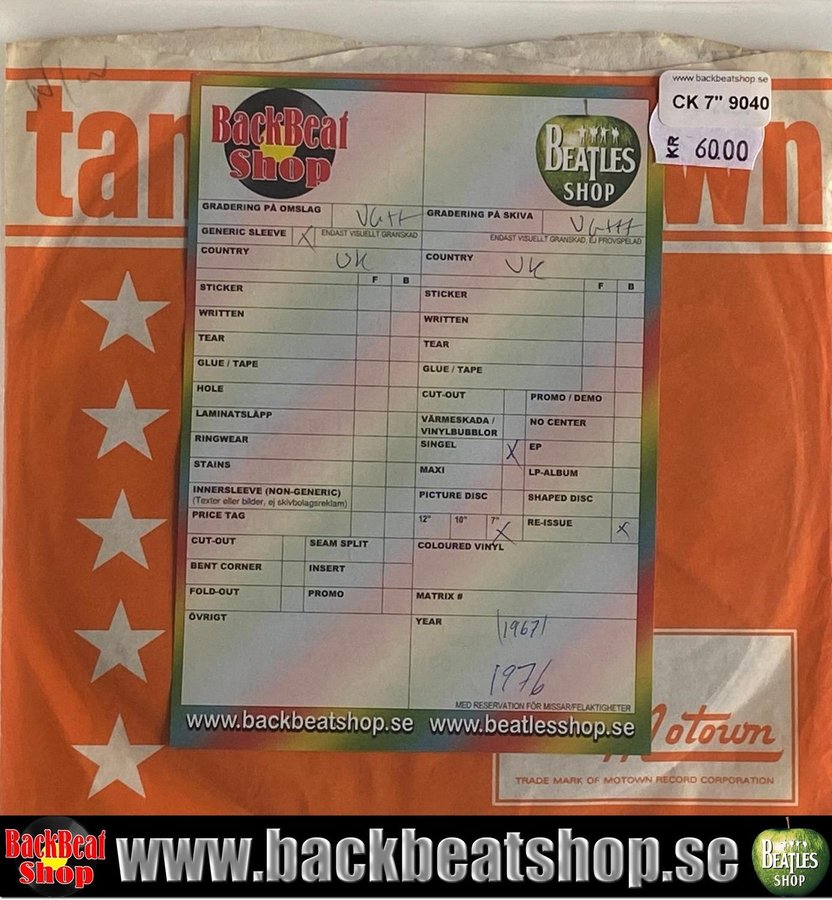 www.backbeatshop.se
CK 7" 9040
KR 60.00
tan
wn
BackBeat
Shop
BEATLES
SHOP
GRADERING PÅ OMSLAG VG++
GRADERING PÅ SKIVA VG+++
GENERIC SLEEVE X ENDAST VISUELLT GRANSKAD
ENDAST VISUELLT GRANSKAD, EJ PROVSPELAD
COUNTRY UK
COUNTRY UK
F B
F B
STICKER
STICKER
WRITTEN
WRITTEN
TEAR
TEAR
GLUE / TAPE
GLUE / TAPE
HOLE
CUT-OUT
PROMO / DEMO
LAMINATSLÄPP
VÄRMESKADA /
VINYLBUBBLOR
NO CENTER
RINGWEAR
SINGEL X
EP
STAINS
MAXI
LP-ALBUM
INNERSLEEVE (NON-GENERIC)
(Texter eller bilder, ej skivbolagsreklam)
PICTURE DISC
SHAPED DISC
PRICE TAG
12" 10" 7" X
RE-ISSUE X
CUT-OUT
SEAM SPLIT
COLOURED VINYL
BENT CORNER
INSERT
FOLD-OUT
PROMO
MATRIX #
ÖVRIGT
YEAR (1967)
1976
MED RESERVATION FÖR MISSAR/FELAKTIGHETER
www.backbeatshop.se www.beatlesshop.se
Motown
TRADE MARK OF MOTOWN RECORD CORPORATION
BackBeat
Shop
www.backbeatshop.se
BEATLES
SHOP